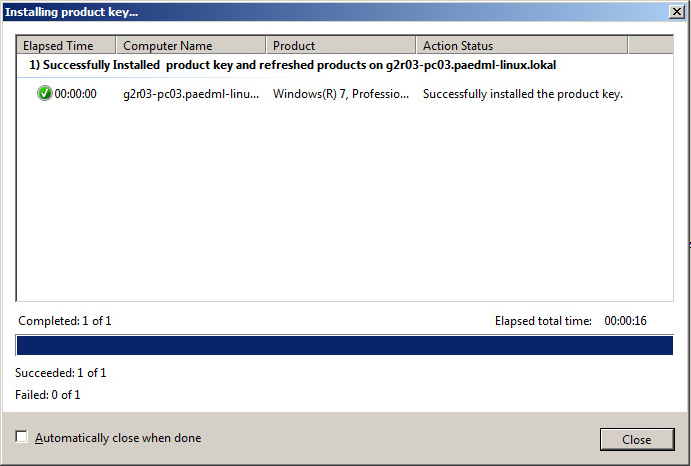 Installing product key...
Elapsed Time Computer Name Product Action Status
1) Successfully Installed  product key and refreshed products on g2r03-pc03.paedml-linux.lokal
00:00:00 g2r03-pc03.paedml-linu... Windows(R) 7, Professio... Successfully installed the product key.
Completed: 1 of 1 Elapsed total time: 00:00:16
Succeeded: 1 of 1
Failed: 0 of 1
Automatically close when done Close